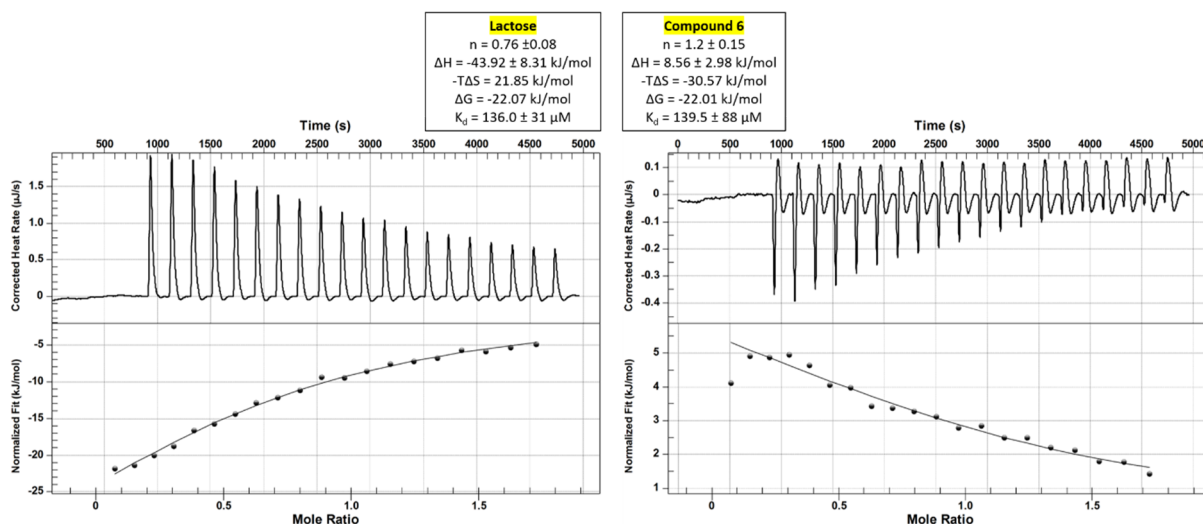 Lactose
n = 0.76 ±0.08
ΔH = -43.92 ± 8.31 kJ/mol
-TΔS = 21.85 kJ/mol
ΔG = -22.07 kJ/mol
Kd = 136.0 ± 31 µM
Compound 6
n = 1.2 ± 0.15
ΔH = 8.56 ± 2.98 kJ/mol
-TΔS = -30.57 kJ/mol
ΔG = -22.01 kJ/mol
Kd = 139.5 ± 88 µM
Time (s)
500 1000 1500 2000 2500 3000 3500 4000 4500 5000
Corrected Heat Rate (µJ/s)
1.5
1.0
0.5
0
Normalized Fit (kJ/mol)
-5
-10
-15
-20
-25
0 0.5 1.0 1.5
Mole Ratio
Time (s)
0 500 1000 1500 2000 2500 3000 3500 4000 4500 5000
Corrected Heat Rate (µJ/s)
0.1
0
-0.1
-0.2
-0.3
-0.4
Normalized Fit (kJ/mol)
5
4
3
2
1
0 0.5 1.0 1.5
Mole Ratio